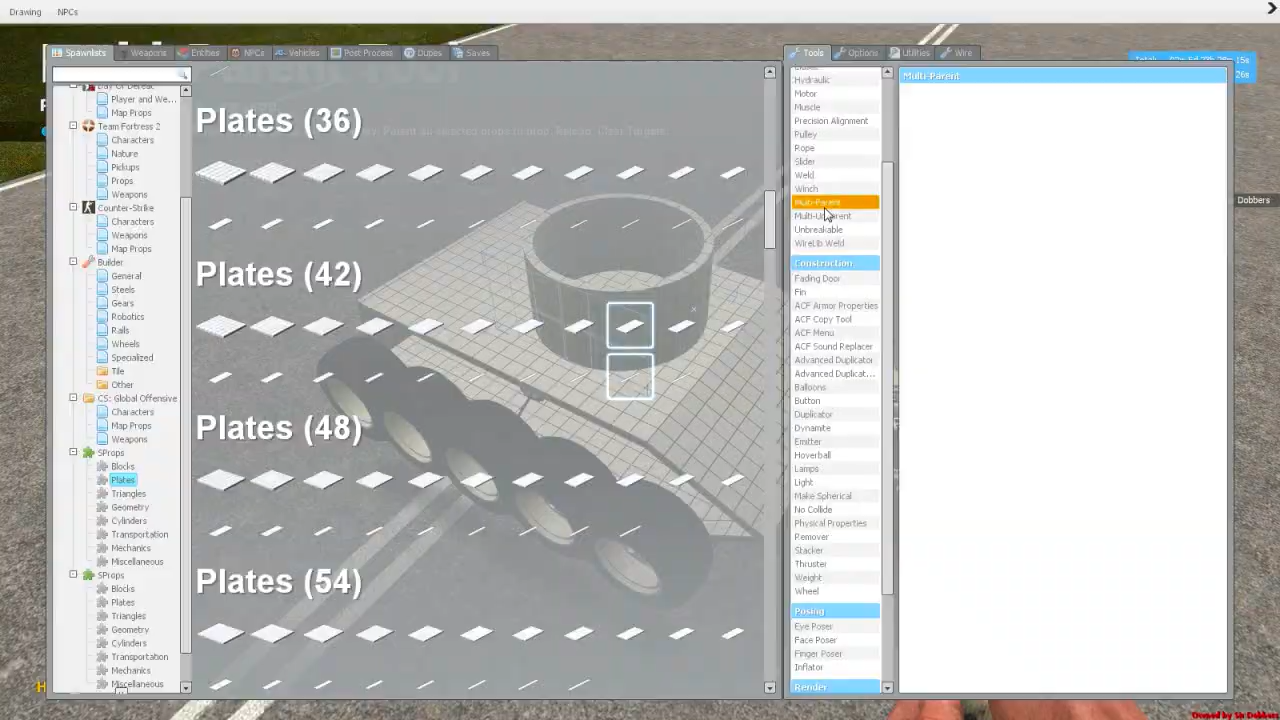 Drawing NPCs
Spawnlists Weapons Entities NPCs Vehicles Post Process Dupes Saves
Tools Options Utilities Wire
Player and We...
Map Props
Team Fortress 2
Characters
Nature
Pickups
Props
Weapons
Counter-Strike
Characters
Weapons
Map Props
Builder
General
Steels
Gears
Robotics
Rails
Wheels
Specialized
Tile
Other
CS: Global Offensive
Characters
Map Props
Weapons
SProps
Blocks
Plates
Triangles
Geometry
Cylinders
Transportation
Mechanics
Miscellaneous
SProps
Blocks
Plates
Triangles
Geometry
Cylinders
Transportation
Mechanics
Miscellaneous
Plates (36)
Plates (42)
Plates (48)
Plates (54)
Hydraulic
Motor
Muscle
Precision Alignment
Pulley
Rope
Slider
Weld
Winch
Multi-Parent
Unbreakable
WireLib Weld
Construction
Fading Door
Fin
ACF Armor Properties
ACF Copy Tool
ACF Menu
ACF Sound Replacer
Advanced Duplicator
Advanced Duplicat...
Balloons
Button
Duplicator
Dynamite
Emitter
Hoverball
Lamps
Light
Make Spherical
No Collide
Physical Properties
Remover
Stacker
Thruster
Weight
Wheel
Posing
Eye Poser
Face Poser
Finger Poser
Inflator
Render
Multi-Parent
Dobbers
Owned by Sir Dobbers